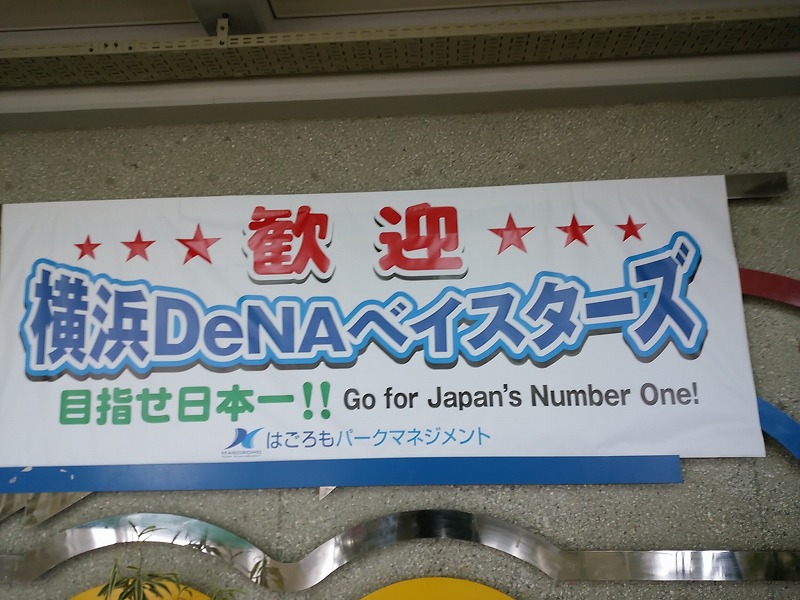 ★★★歓迎★★★
横浜DeNAベイスターズ
目指せ日本一!! Go for Japan's Number One!
はごろもパークマネジメント